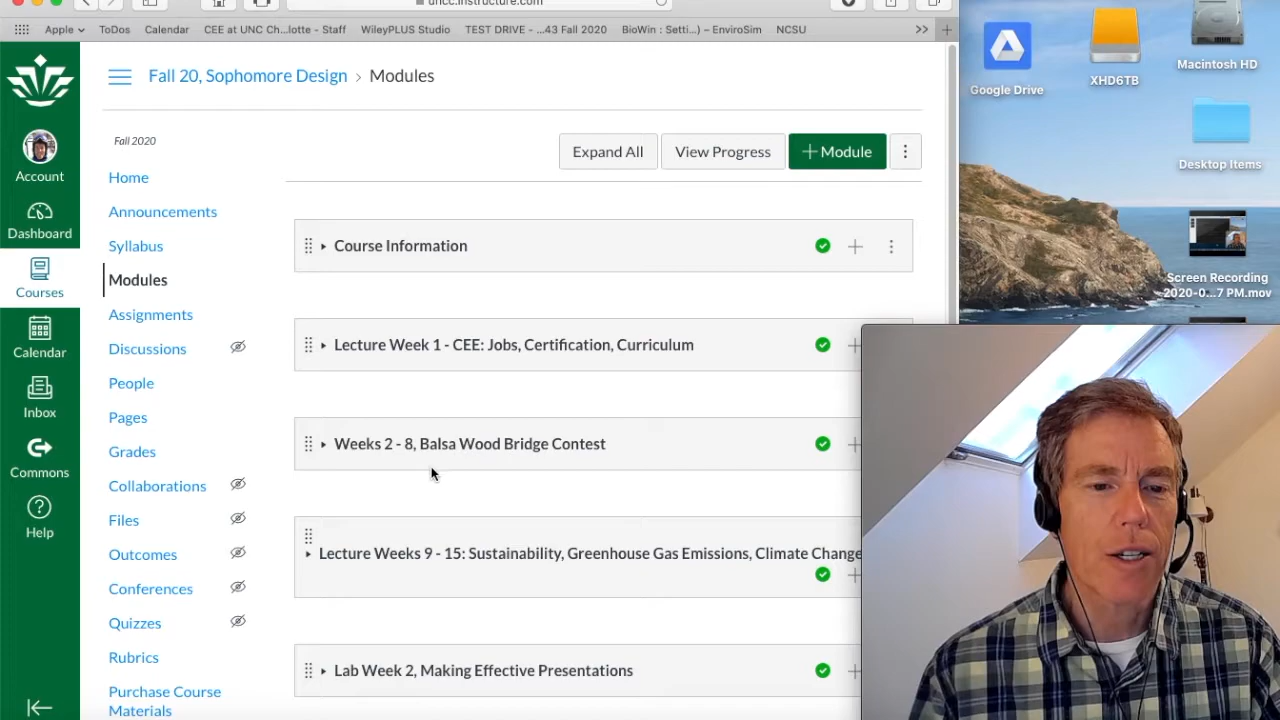 uncc.instructure.com
Apple ToDos Calendar CEE at UNC Ch...lotte - Staff WileyPLUS Studio TEST DRIVE - ...43 Fall 2020 BioWin : Setti...) – EnviroSim NCSU
Fall 20, Sophomore Design › Modules
Fall 2020
Expand All
View Progress
+ Module
Account
Dashboard
Courses
Calendar
Inbox
Commons
Help
Home
Announcements
Syllabus
Modules
Assignments
Discussions
People
Pages
Grades
Collaborations
Files
Outcomes
Conferences
Quizzes
Rubrics
Purchase Course
Materials
Course Information
Lecture Week 1 - CEE: Jobs, Certification, Curriculum
Weeks 2 - 8, Balsa Wood Bridge Contest
Lecture Weeks 9 - 15: Sustainability, Greenhouse Gas Emissions, Climate Change
Lab Week 2, Making Effective Presentations
Google Drive
XHD6TB
Macintosh HD
Desktop Items
Screen Recording
2020-0...7 PM.mov